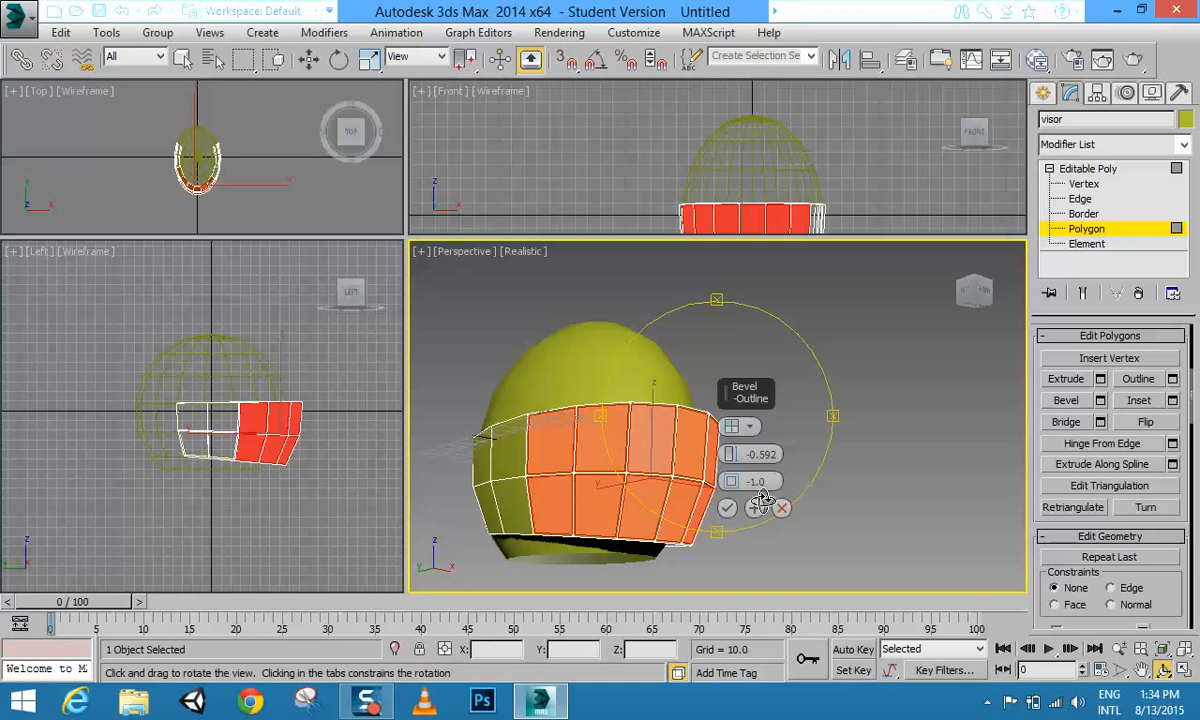 Workspace: Default
Autodesk 3ds Max 2014 x64 - Student Version Untitled
Edit Tools Group Views Create Modifiers Animation Graph Editors Rendering Customize MAXScript Help
All View Create Selection Se
[+] [Top] [Wireframe]
TOP
[+] [Front] [Wireframe]
FRONT
visor
Modifier List
Editable Poly
Vertex
Edge
Border
Polygon
Element
[+] [Left] [Wireframe]
LEFT
[+] [Perspective] [Realistic]
Bevel
-Outline
-0.592
-1.0
Edit Polygons
Insert Vertex
Extrude Outline
Bevel Inset
Bridge Flip
Hinge From Edge
Extrude Along Spline
Edit Triangulation
Retriangulate Turn
Edit Geometry
Repeat Last
Constraints
None Edge
Face Normal
0 / 100
0 5 10 15 20 25 30 35 40 45 50 55 60 65 70 75 80 85 90 95 100
1 Object Selected X: Y: Z: Grid = 10.0 Auto Key Selected
Welcome to M Click and drag to rotate the view. Clicking in the tabs constrains the rotation Add Time Tag Set Key Key Filters... 0
ENG 1:34 PM
INTL 8/13/2015